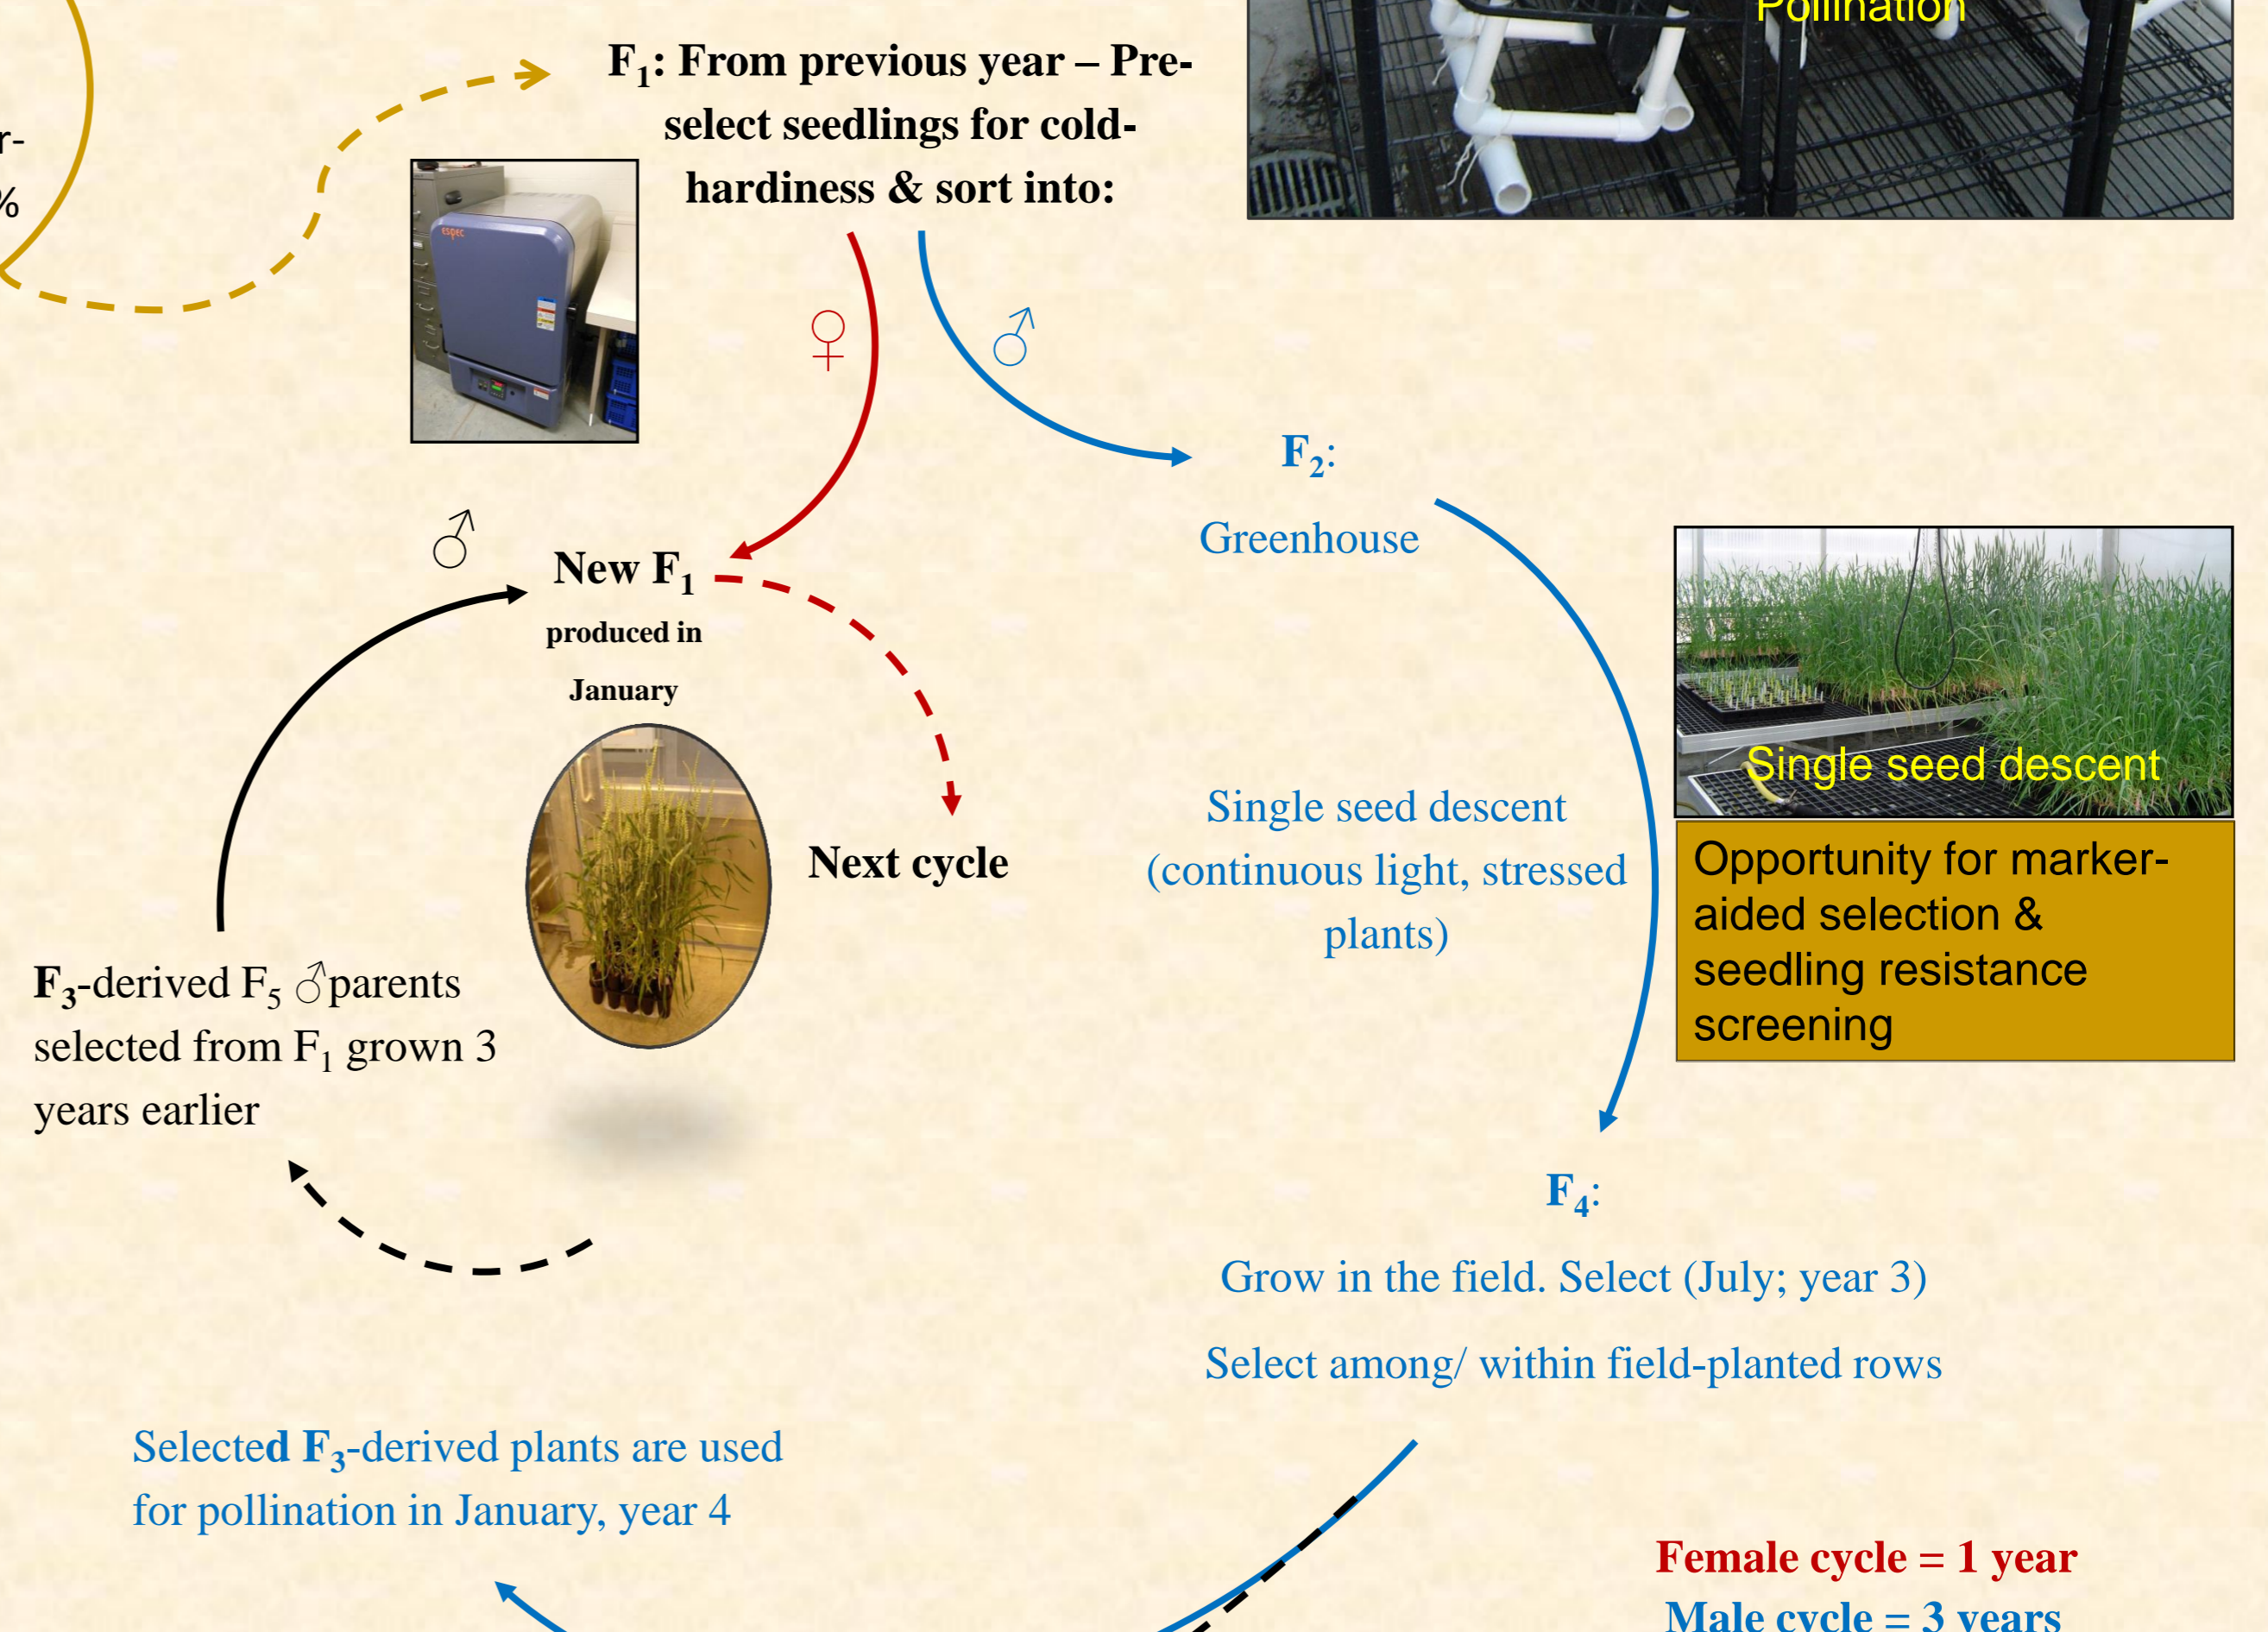 Pollination
F₁: From previous year – Pre-
select seedlings for cold-
hardiness & sort into:
r-
%
ESPEC
♀
♂
F₂:
Greenhouse
♂
New F₁
produced in
January
Single seed descent
Single seed descent
(continuous light, stressed
plants)
Next cycle
Opportunity for marker-
aided selection &
seedling resistance
screening
F₃-derived F₅ ♂parents
selected from F₁ grown 3
years earlier
F₄:
Grow in the field. Select (July; year 3)
Select among/ within field-planted rows
Selected F₃-derived plants are used
for pollination in January, year 4
Female cycle = 1 year
Male cycle = 3 years